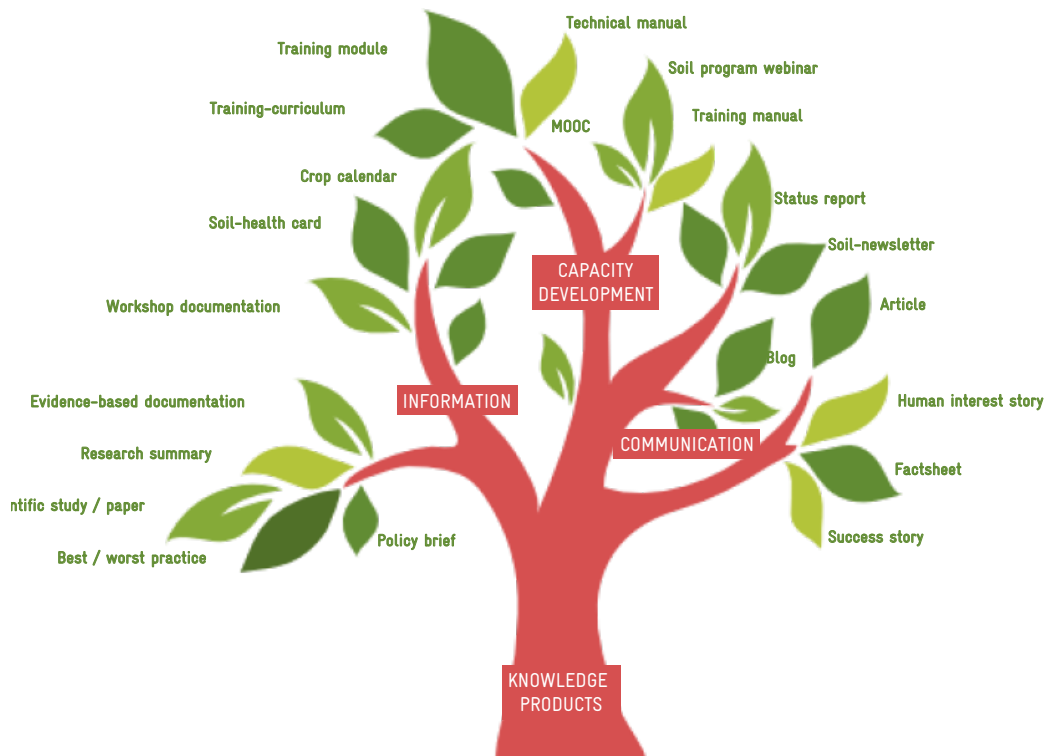 Technical manual
Training module
Soil program webinar
Training-curriculum
Training manual
MOOC
Crop calendar
Status report
Soil-health card
Soil-newsletter
CAPACITY
DEVELOPMENT
Workshop documentation
Article
Blog
Evidence-based documentation
INFORMATION
Human interest story
COMMUNICATION
Research summary
Factsheet
ntific study / paper
Success story
Policy brief
Best / worst practice
KNOWLEDGE
PRODUCTS